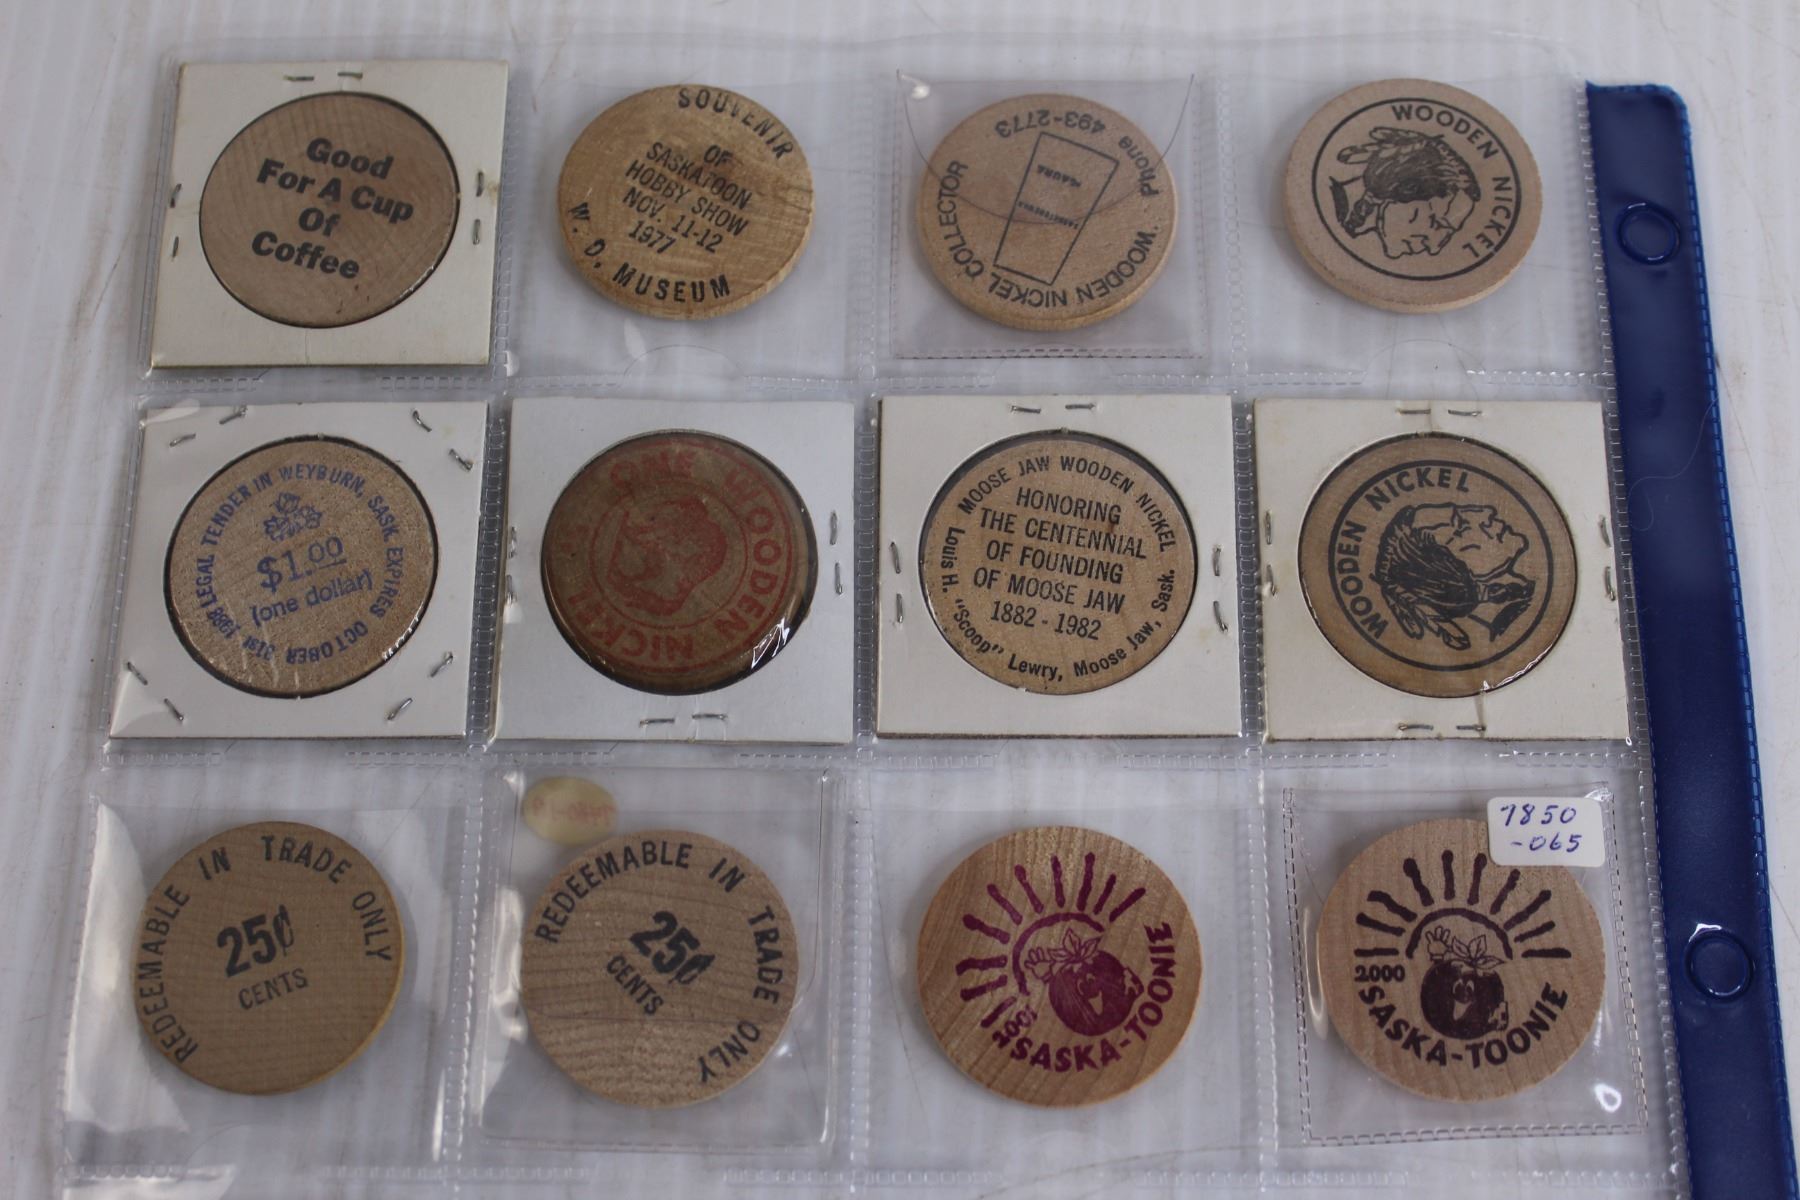 Good
For A Cup
Of
Coffee
SOUVENIR
OF
SASKATOON
HOBBY SHOW
NOV. 11-12
1977
W. D. MUSEUM
WOODEN NICKEL COLLECTOR
Phone 493-2773
LAURA
SASKATCHEWAN
WOODEN NICKEL
LEGAL TENDER IN WEYBURN, SASK. EXPIRES OCTOBER 31st 1988
$1.00
(one dollar)
ONE WOODEN NICKEL
MOOSE JAW WOODEN NICKEL
HONORING
THE CENTENNIAL
OF FOUNDING
OF MOOSE JAW
1882 - 1982
Louis H. "Scoop" Lewry, Moose Jaw, Sask.
WOODEN NICKEL
REDEEMABLE IN TRADE ONLY
25¢
CENTS
REDEEMABLE IN TRADE ONLY
25¢
CENTS
2001
SASKA-TOONIE
7850
-065
2000
SASKA-TOONIE